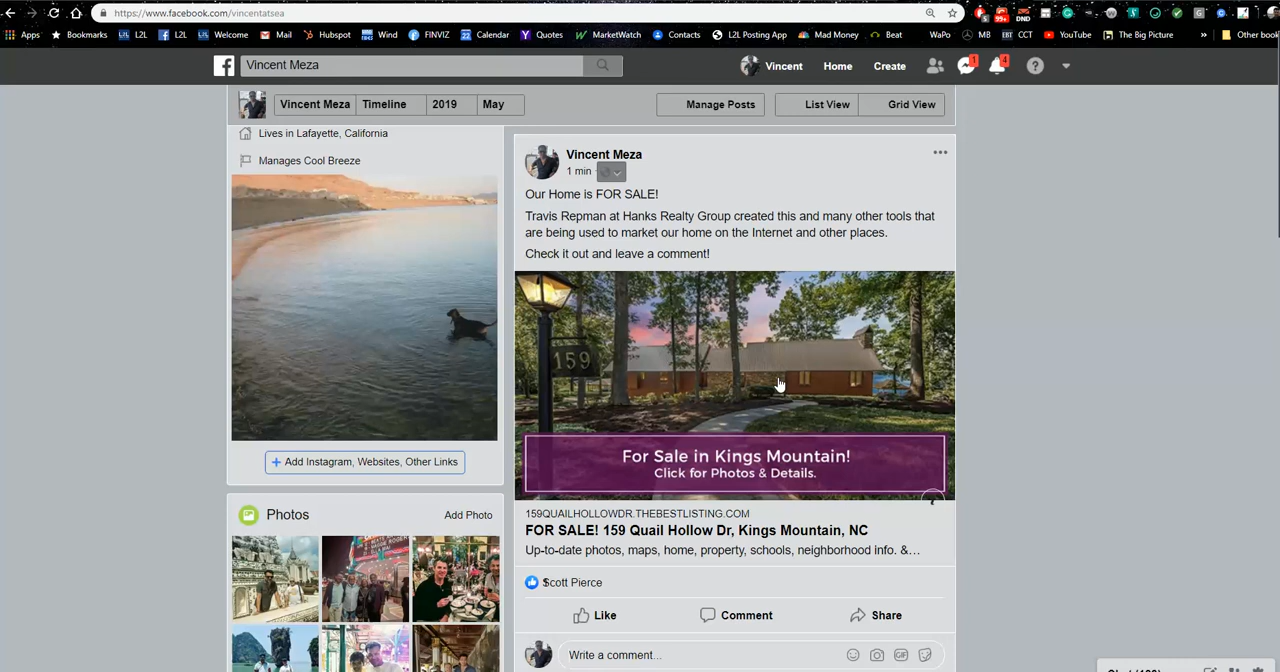 https://www.facebook.com/vincentatsea
Apps Bookmarks L2L L2L Welcome Mail Hubspot Wind FINVIZ Calendar Quotes MarketWatch Contacts L2L Posting App Mad Money Beat WaPo MB CCT YouTube The Big Picture » Other book
Vincent Meza
Vincent Home Create 1 4
Vincent Meza Timeline 2019 May Manage Posts List View Grid View
Lives in Lafayette, California
Manages Cool Breeze
+ Add Instagram, Websites, Other Links
Photos Add Photo
Vincent Meza
1 min
Our Home is FOR SALE!
Travis Repman at Hanks Realty Group created this and many other tools that
are being used to market our home on the Internet and other places.
Check it out and leave a comment!
159
For Sale in Kings Mountain!
Click for Photos & Details.
159QUAILHOLLOWDR.THEBESTLISTING.COM
FOR SALE! 159 Quail Hollow Dr, Kings Mountain, NC
Up-to-date photos, maps, home, property, schools, neighborhood info. &…
$cott Pierce
Like Comment Share
Write a comment...
GIF